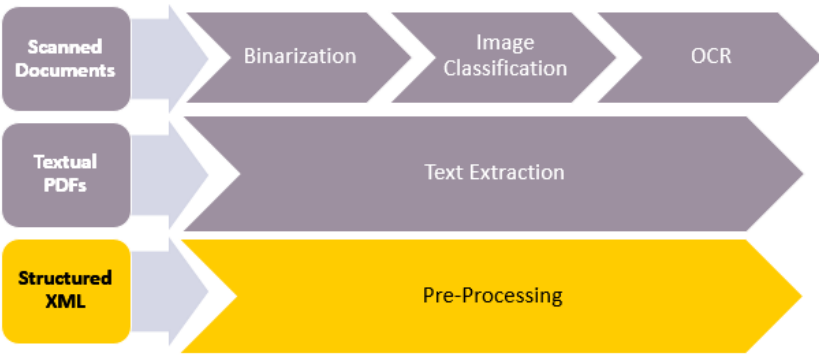 Scanned
Documents
Binarization
Image
Classification
OCR
Textual
PDFs
Text Extraction
Structured
XML
Pre-Processing